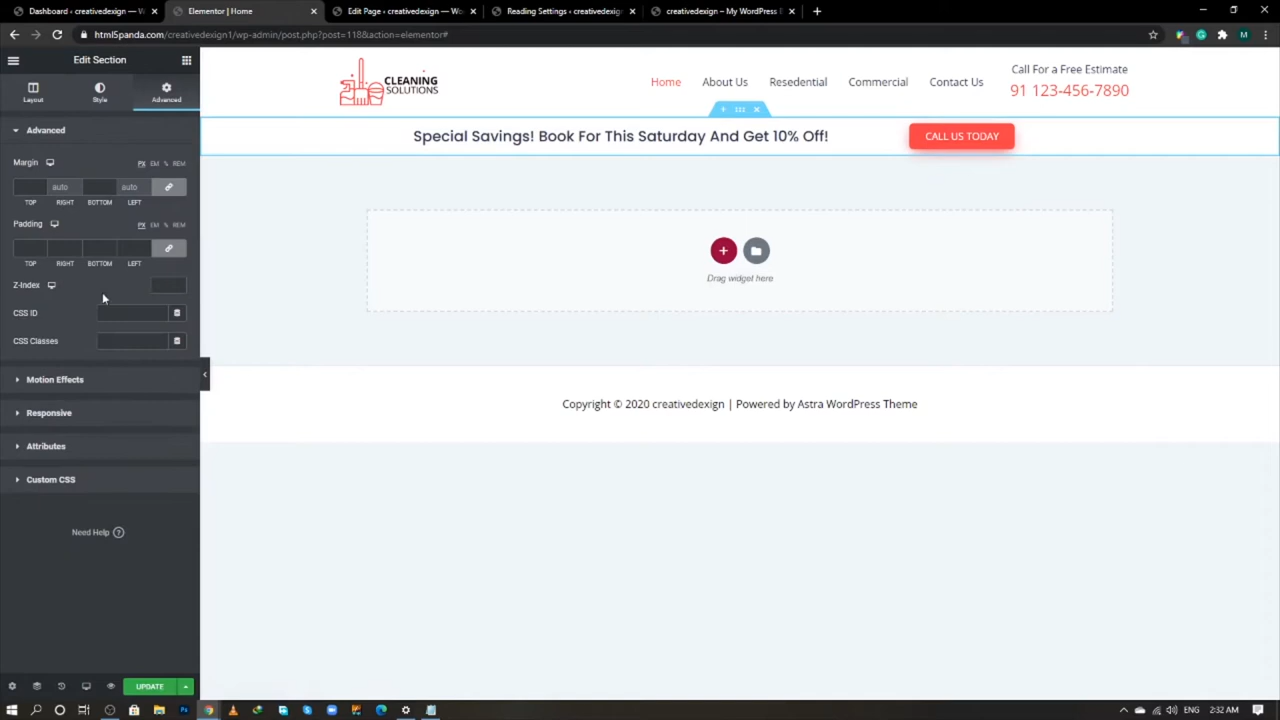 Dashboard ‹ creativedexign — W
Elementor | Home
Edit Page ‹ creativedexign — Wo
Reading Settings ‹ creativedexig
creativedexign – My WordPress E
html5panda.com/creativedexign1/wp-admin/post.php?post=118&action=elementor#
M
Edit Section
Layout
Style
Advanced
Advanced
Margin
PX EM % REM
auto auto
TOP RIGHT BOTTOM LEFT
Padding
PX EM % REM
TOP RIGHT BOTTOM LEFT
Z-Index
CSS ID
CSS Classes
Motion Effects
Responsive
Attributes
Custom CSS
Need Help
UPDATE
CLEANING
SOLUTIONS
Home About Us Resedential Commercial Contact Us
Call For a Free Estimate
91 123-456-7890
Special Savings! Book For This Saturday And Get 10% Off!
CALL US TODAY
Drag widget here
Copyright © 2020 creativedexign | Powered by Astra WordPress Theme
ENG 2:32 AM